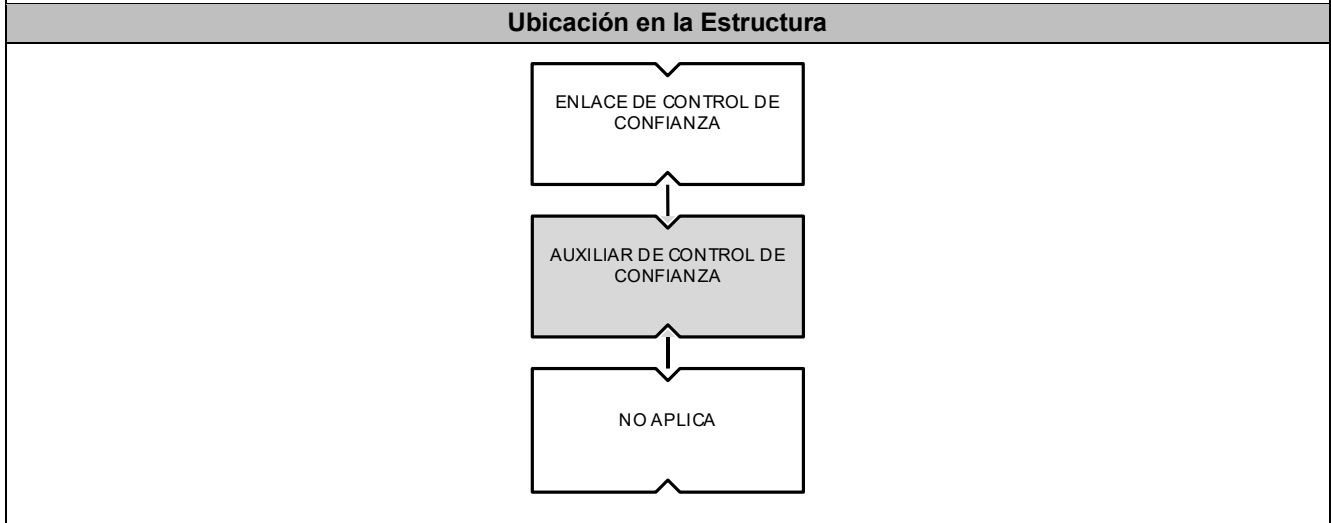 Ubicación en la Estructura
ENLACE DE CONTROL DE
CONFIANZA
AUXILIAR DE CONTROL DE
CONFIANZA
NO APLICA